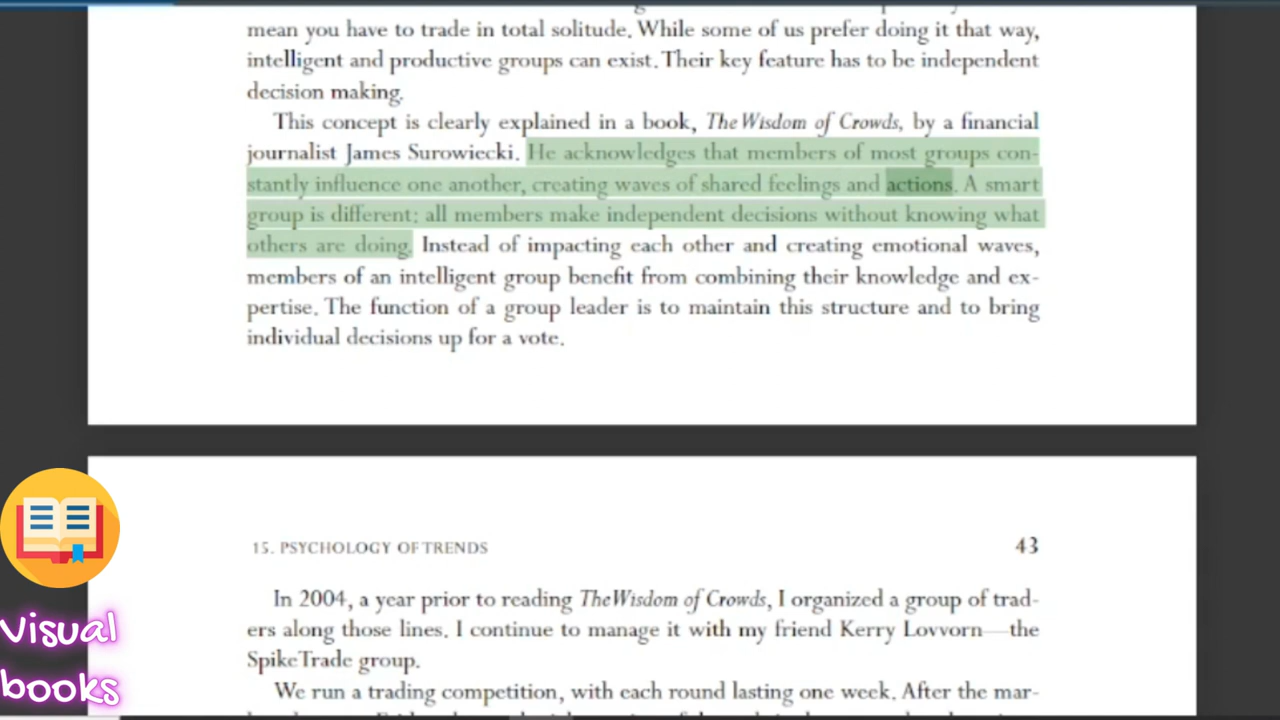 mean you have to trade in total solitude. While some of us prefer doing it that way,
intelligent and productive groups can exist. Their key feature has to be independent
decision making.
This concept is clearly explained in a book, The Wisdom of Crowds, by a financial
journalist James Surowiecki. He acknowledges that members of most groups con-
stantly influence one another, creating waves of shared feelings and actions. A smart
group is different: all members make independent decisions without knowing what
others are doing. Instead of impacting each other and creating emotional waves,
members of an intelligent group benefit from combining their knowledge and ex-
pertise. The function of a group leader is to maintain this structure and to bring
individual decisions up for a vote.
15. PSYCHOLOGY OF TRENDS 43
In 2004, a year prior to reading The Wisdom of Crowds, I organized a group of trad-
ers along those lines. I continue to manage it with my friend Kerry Lovvorn—the
SpikeTrade group.
We run a trading competition, with each round lasting one week. After the mar-
Visual
books